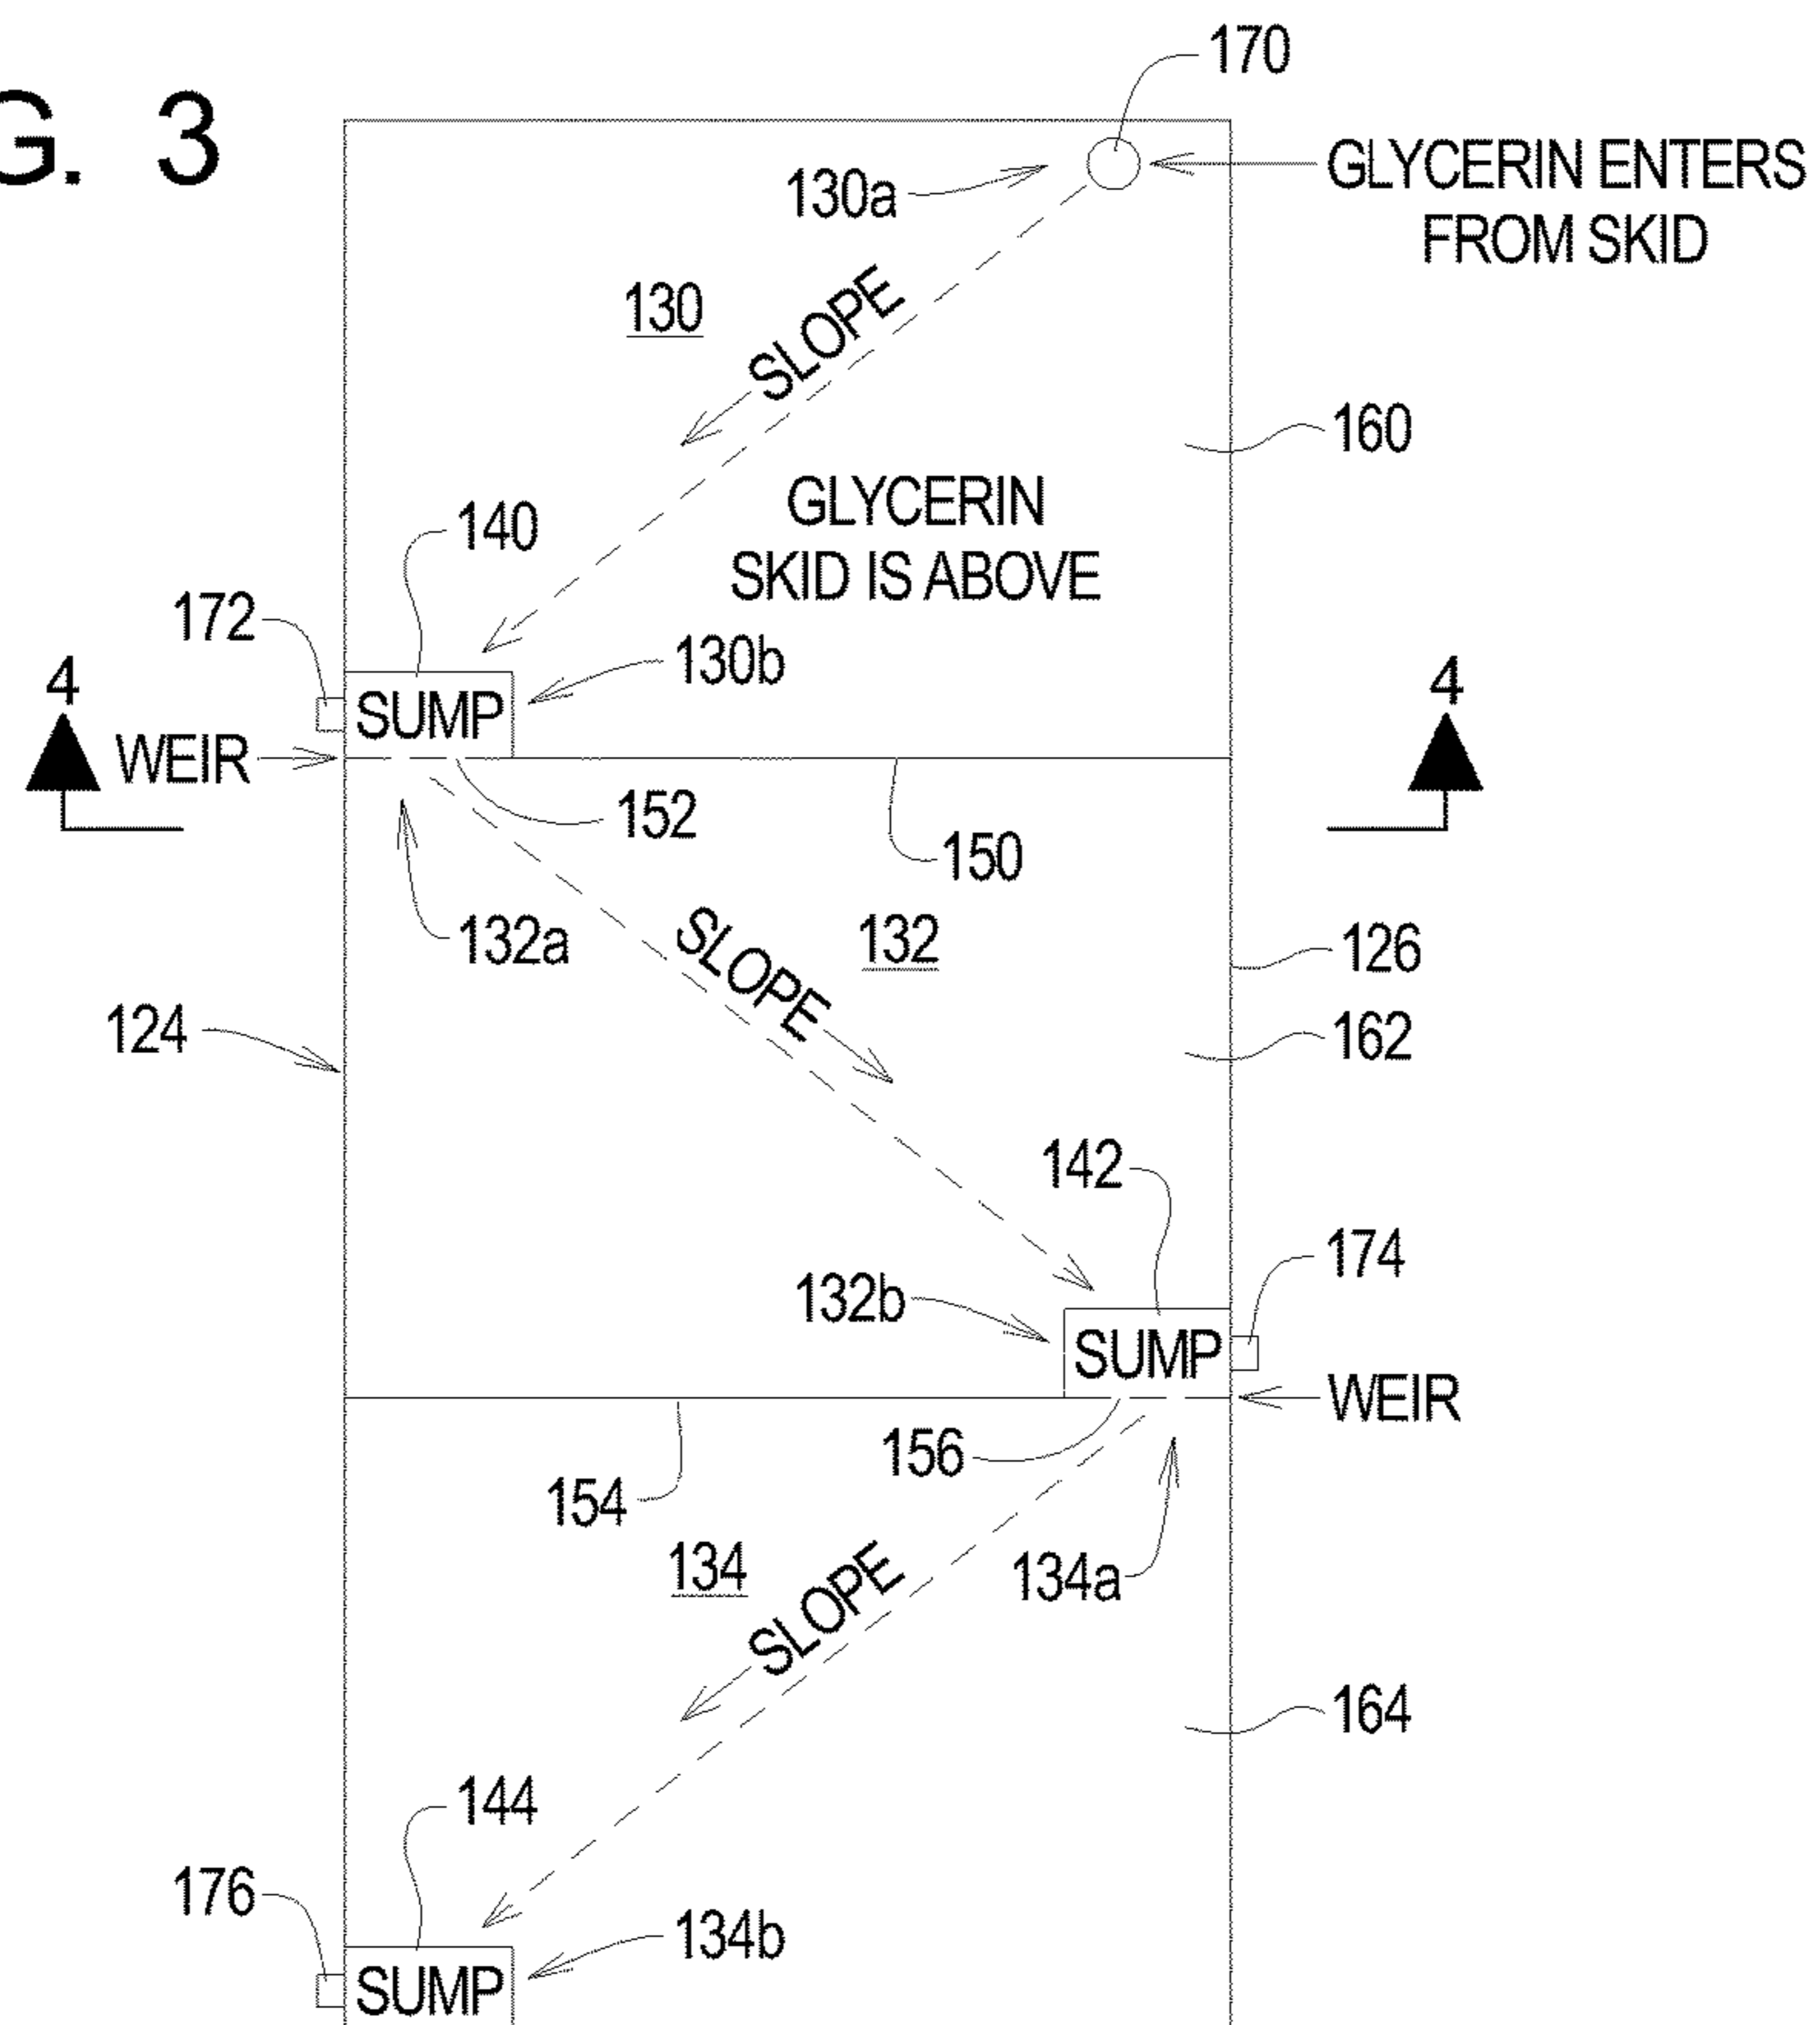 G. 3
170
GLYCERIN ENTERS
FROM SKID
130a
130
SLOPE
160
GLYCERIN
SKID IS ABOVE
140
172
130b
4
SUMP
4
WEIR
152
150
132a
132
SLOPE
126
124
162
142
174
132b
SUMP
WEIR
156
154
134
134a
SLOPE
164
144
176
134b
SUMP